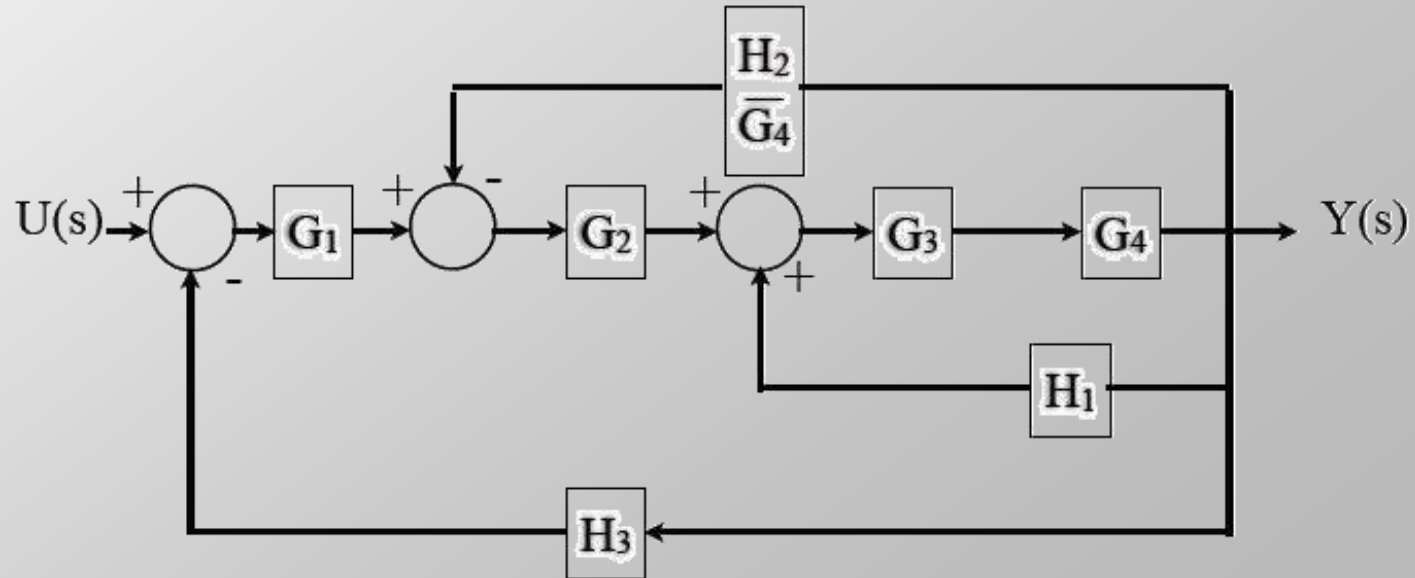 H₂
G₄
+
-
+
+
U(s)
G₁
G₂
G₃
G₄
Y(s)
-
+
H₁
H₃